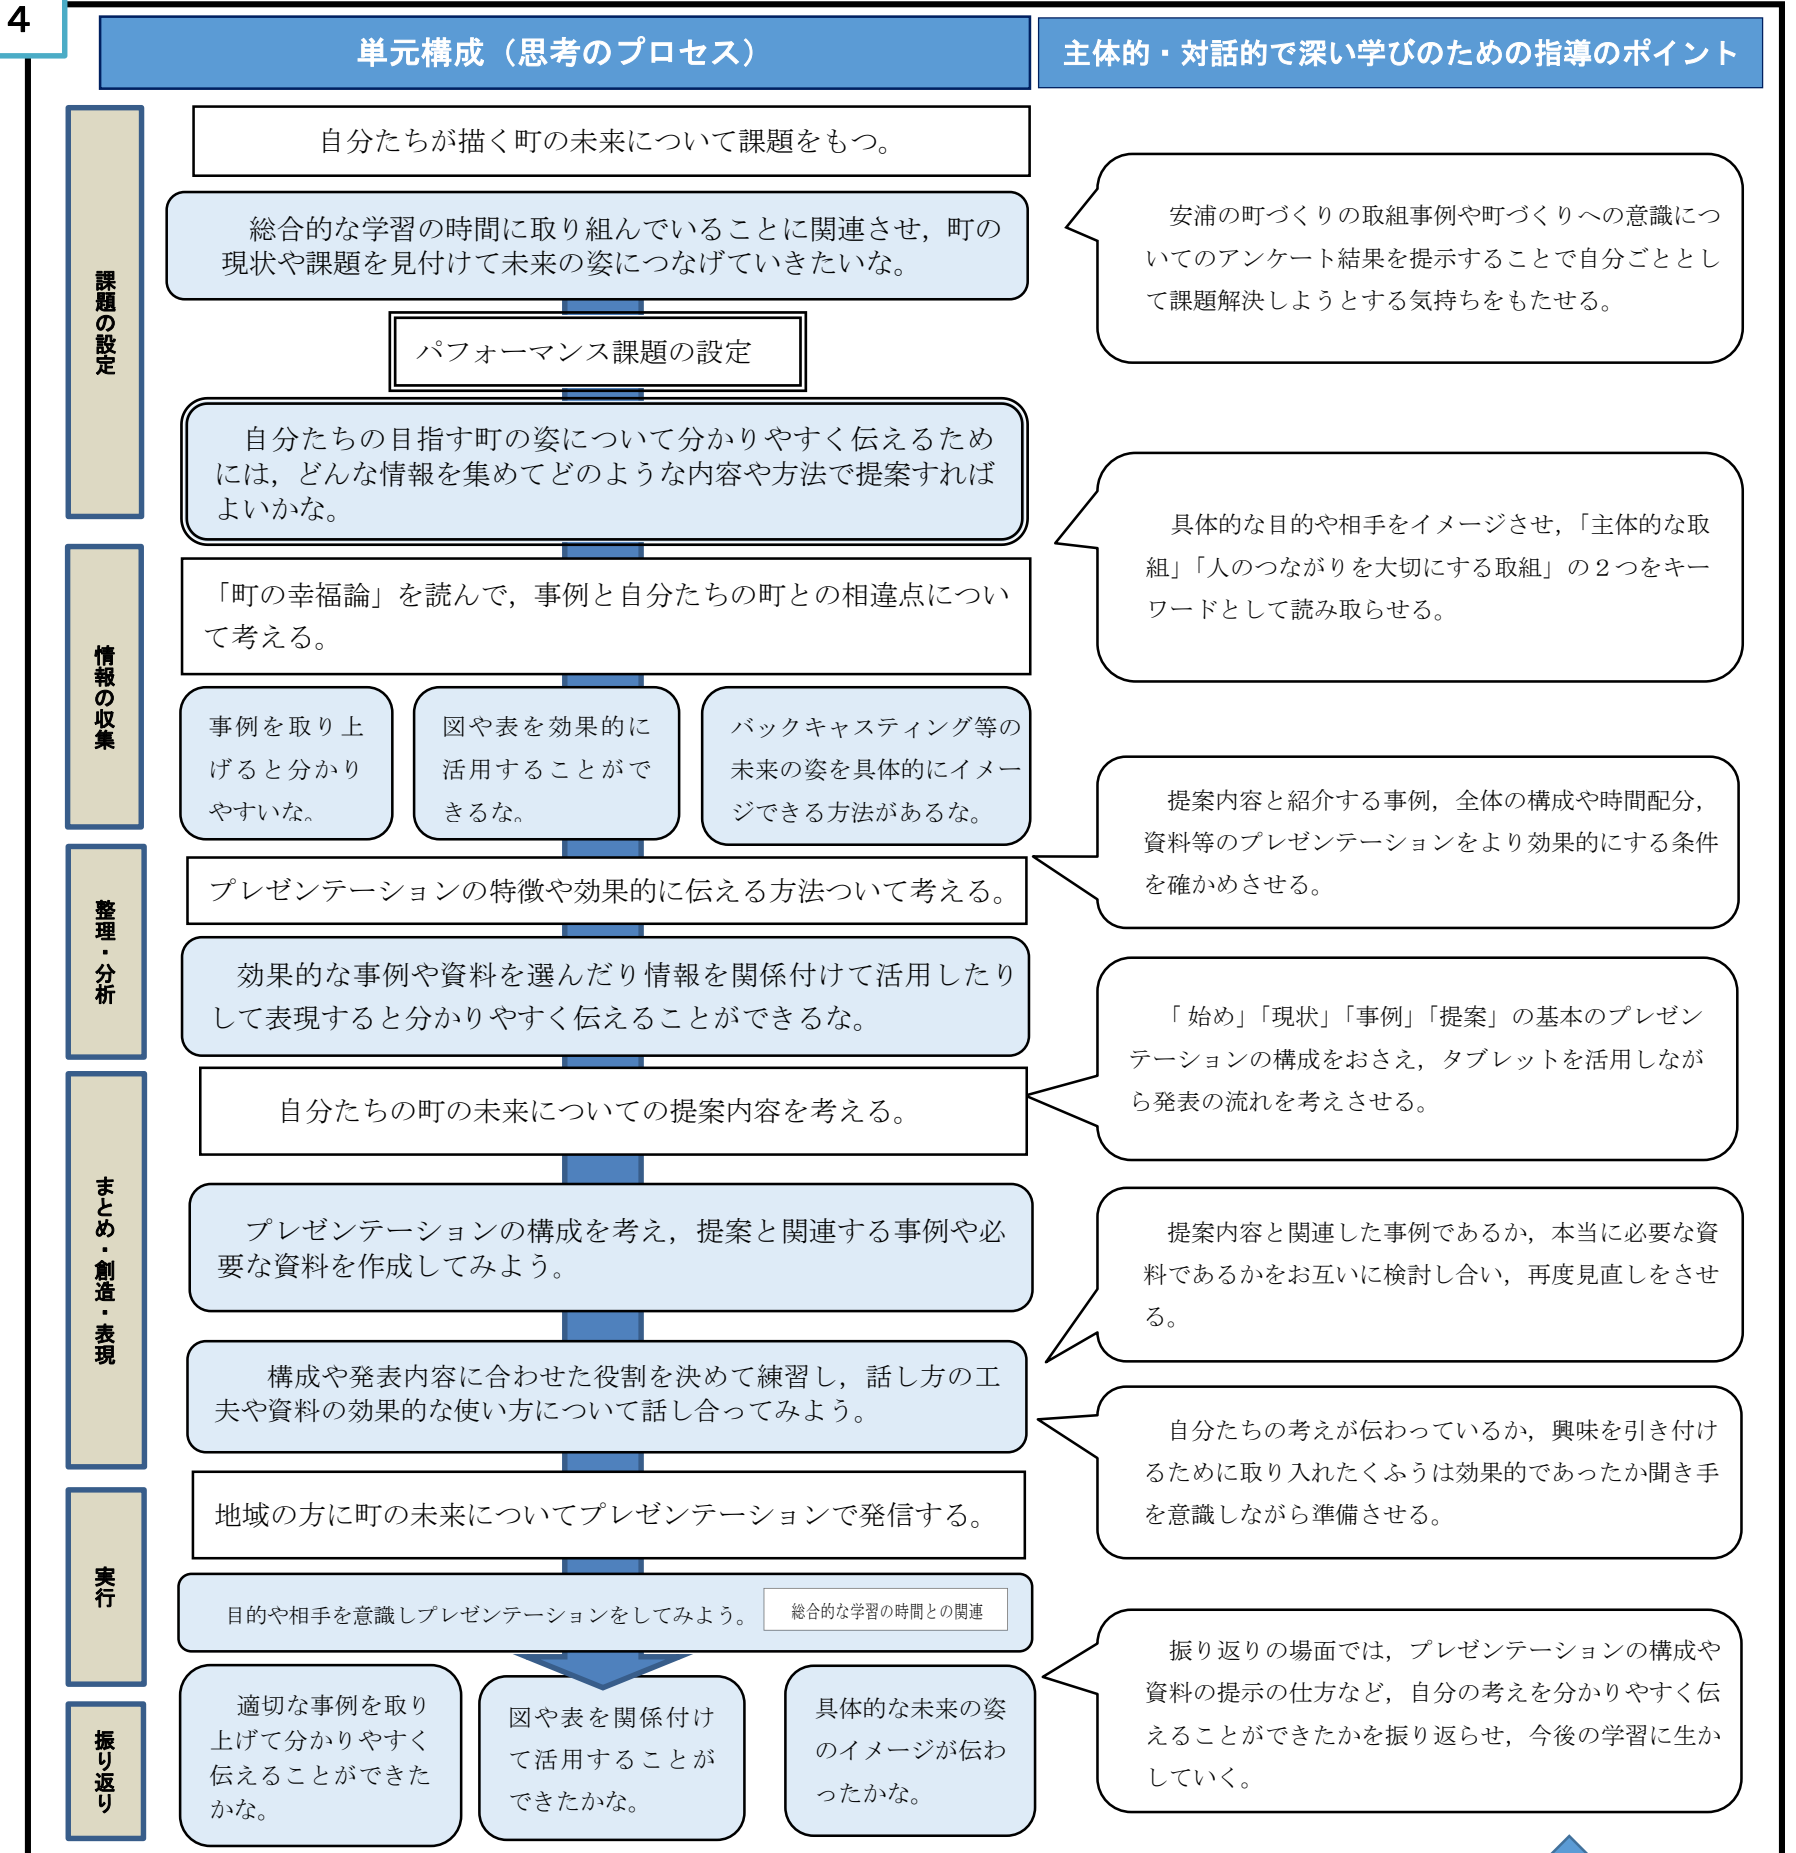 4
単元構成（思考のプロセス）
主体的・対話的で深い学びのための指導のポイント
課題の設定
自分たちが描く町の未来について課題をもつ。
総合的な学習の時間に取り組んでいることに関連させ，町の
現状や課題を見付けて未来の姿につなげていきたいな。
パフォーマンス課題の設定
自分たちの目指す町の姿について分かりやすく伝えるため
には，どんな情報を集めてどのような内容や方法で提案すれば
よいかな。
安浦の町づくりの取組事例や町づくりへの意識につ
いてのアンケート結果を提示することで自分ごととし
て課題解決しようとする気持ちをもたせる。
情報の収集
「町の幸福論」を読んで，事例と自分たちの町との相違点につい
て考える。
事例を取り上
げると分かり
やすいな。
図や表を効果的に
活用することがで
きるな。
バックキャスティング等の
未来の姿を具体的にイメー
ジできる方法があるな。
具体的な目的や相手をイメージさせ，「主体的な取
組」「人のつながりを大切にする取組」の２つをキー
ワードとして読み取らせる。
整理・分析
プレゼンテーションの特徴や効果的に伝える方法ついて考える。
効果的な事例や資料を選んだり情報を関係付けて活用したり
して表現すると分かりやすく伝えることができるな。
提案内容と紹介する事例，全体の構成や時間配分，
資料等のプレゼンテーションをより効果的にする条件
を確かめさせる。
まとめ・創造・表現
自分たちの町の未来についての提案内容を考える。
プレゼンテーションの構成を考え，提案と関連する事例や必
要な資料を作成してみよう。
構成や発表内容に合わせた役割を決めて練習し，話し方の工
夫や資料の効果的な使い方について話し合ってみよう。
「 始め」「現状」「事例」「提案」の基本のプレゼン
テーションの構成をおさえ，タブレットを活用しなが
ら発表の流れを考えさせる。
提案内容と関連した事例であるか，本当に必要な資
料であるかをお互いに検討し合い，再度見直しをさせ
る。
自分たちの考えが伝わっているか，興味を引き付け
るために取り入れたくふうは効果的であったか聞き手
を意識しながら準備させる。
実行
地域の方に町の未来についてプレゼンテーションで発信する。
目的や相手を意識しプレゼンテーションをしてみよう。
総合的な学習の時間との関連
振り返り
適切な事例を取り
上げて分かりやすく
伝えることができた
かな。
図や表を関係付け
て活用することが
できたかな。
具体的な未来の姿
のイメージが伝わ
ったかな。
振り返りの場面では，プレゼンテーションの構成や
資料の提示の仕方など，自分の考えを分かりやすく伝
えることができたかを振り返らせ，今後の学習に生か
していく。